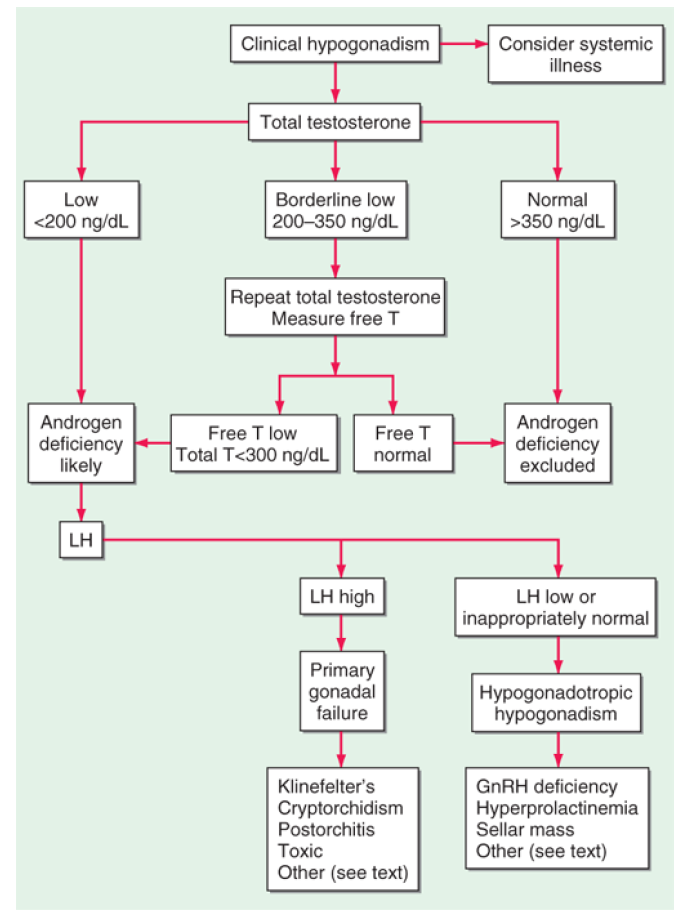 Clinical hypogonadism
Consider systemic
illness
Total testosterone
Low
<200 ng/dL
Borderline low
200–350 ng/dL
Normal
>350 ng/dL
Repeat total testosterone
Measure free T
Androgen
deficiency
likely
Free T low
Total T<300 ng/dL
Free T
normal
Androgen
deficiency
excluded
LH
LH high
LH low or
inappropriately normal
Primary
gonadal
failure
Hypogonadotropic
hypogonadism
Klinefelter's
Cryptorchidism
Postorchitis
Toxic
Other (see text)
GnRH deficiency
Hyperprolactinemia
Sellar mass
Other (see text)